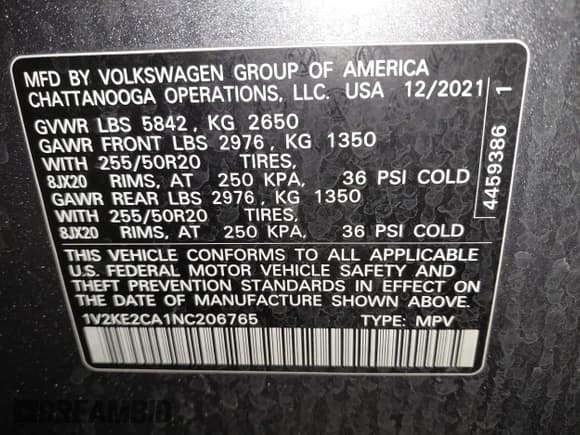 MFD BY VOLKSWAGEN GROUP OF AMERICA
CHATTANOOGA OPERATIONS, LLC. USA 12/2021
GVWR LBS 5842, KG 2650
GAWR FRONT LBS 2976, KG 1350
WITH 255/50R20 TIRES,
8JX20 RIMS, AT 250 KPA, 36 PSI COLD
GAWR REAR LBS 2976, KG 1350
WITH 255/50R20 TIRES,
8JX20 RIMS, AT 250 KPA, 36 PSI COLD
THIS VEHICLE CONFORMS TO ALL APPLICABLE
U.S. FEDERAL MOTOR VEHICLE SAFETY AND
THEFT PREVENTION STANDARDS IN EFFECT ON
THE DATE OF MANUFACTURE SHOWN ABOVE.
1V2KE2CA1NC206765 TYPE: MPV
4459386 1
DREAMBID